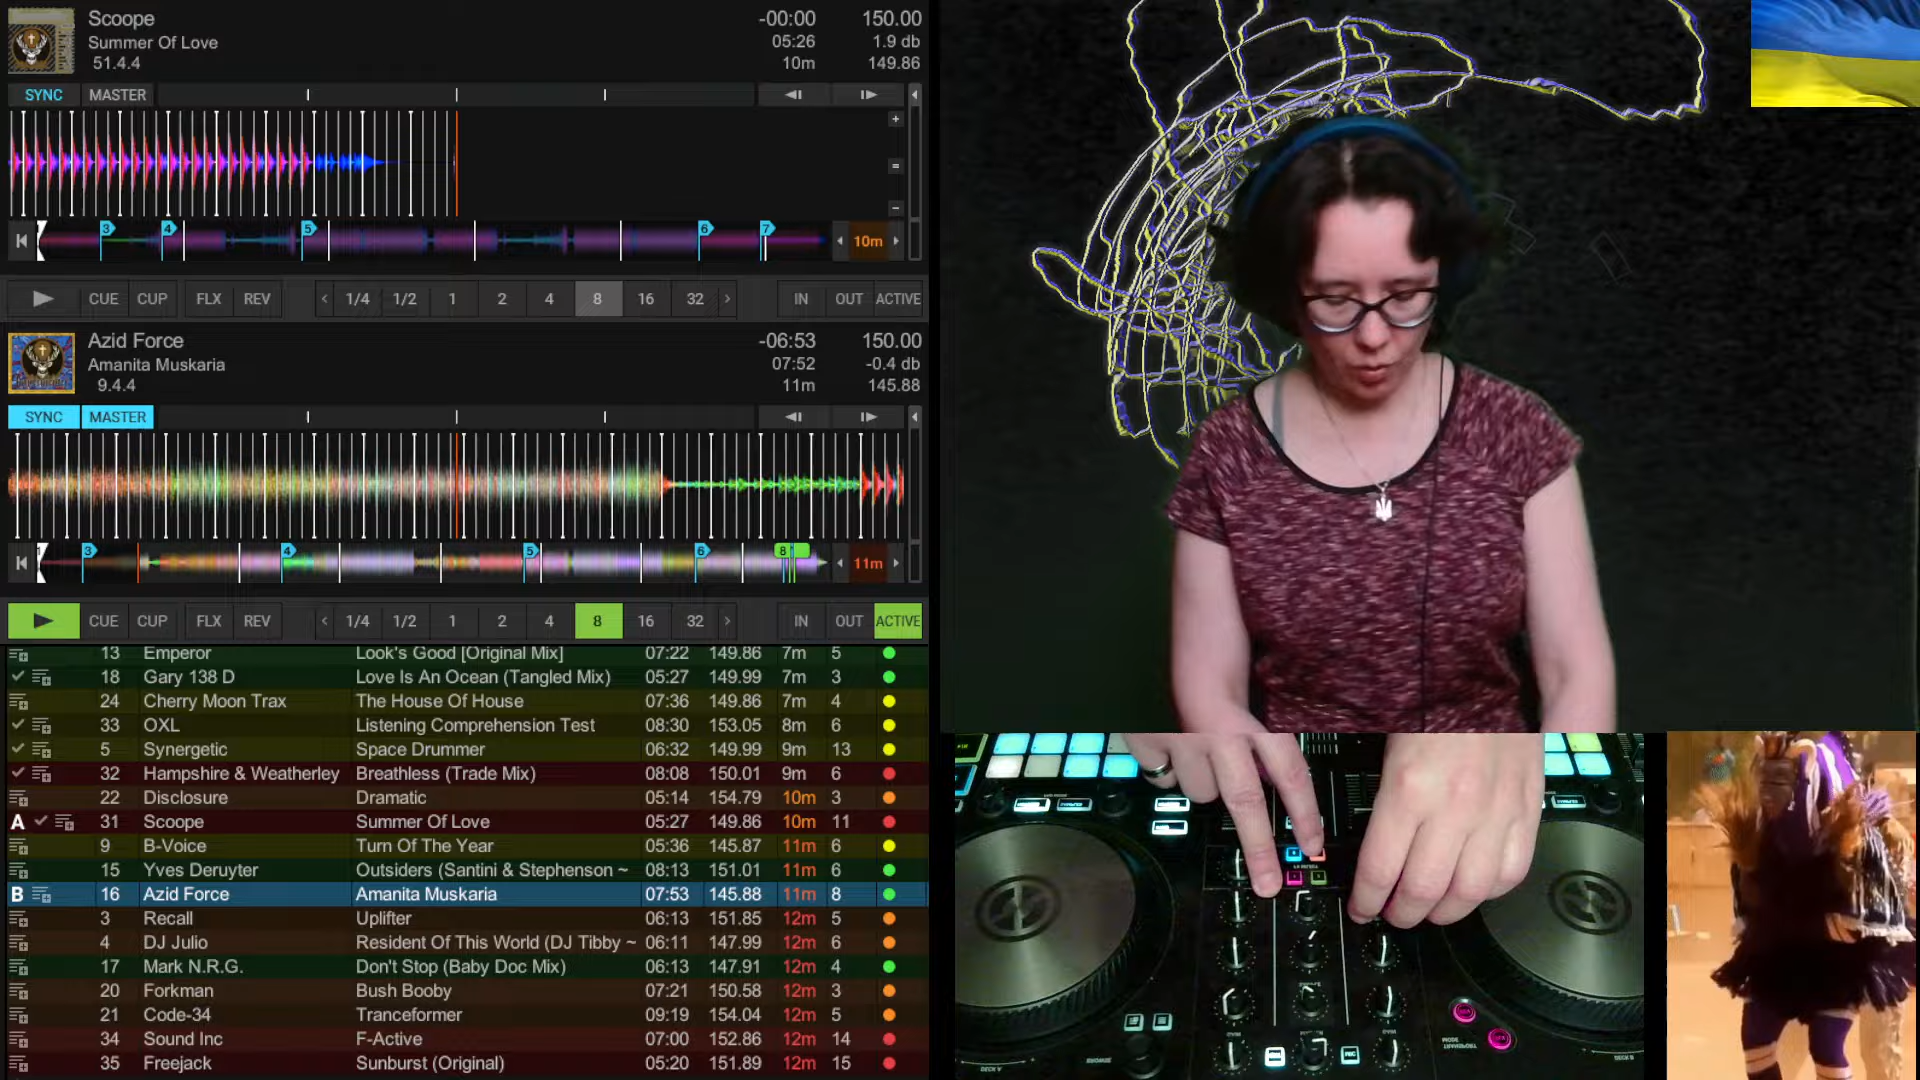 Scoope -00:00 150.00
Summer Of Love 05:26 1.9 db
51.4.4 10m 149.86
SYNC MASTER
3 4 5 6 7 10m
CUE CUP FLX REV 1/4 1/2 1 2 4 8 16 32 IN OUT ACTIVE
Azid Force -06:53 150.00
Amanita Muskaria 07:52 -0.4 db
9.4.4 11m 145.88
SYNC MASTER
3 4 5 6 8 11m
CUE CUP FLX REV 1/4 1/2 1 2 4 8 16 32 IN OUT ACTIVE
13 Emperor Look's Good [Original Mix] 07:22 149.86 7m 5
18 Gary 138 D Love Is An Ocean (Tangled Mix) 05:27 149.99 7m 3
24 Cherry Moon Trax The House Of House 07:36 149.86 7m 4
33 OXL Listening Comprehension Test 08:30 153.05 8m 6
5 Synergetic Space Drummer 06:32 149.99 9m 13
32 Hampshire & Weatherley Breathless (Trade Mix) 08:08 150.01 9m 6
22 Disclosure Dramatic 05:14 154.79 10m 3
A 31 Scoope Summer Of Love 05:27 149.86 10m 11
9 B-Voice Turn Of The Year 05:36 145.87 11m 6
15 Yves Deruyter Outsiders (Santini & Stephenson ~ 08:13 151.01 11m 6
B 16 Azid Force Amanita Muskaria 07:53 145.88 11m 8
3 Recall Uplifter 06:13 151.85 12m 5
4 DJ Julio Resident Of This World (DJ Tibby ~ 06:11 147.99 12m 6
17 Mark N.R.G. Don't Stop (Baby Doc Mix) 06:13 147.91 12m 4
20 Forkman Bush Booby 07:21 150.58 12m 3
21 Code-34 Tranceformer 09:19 154.04 12m 5
34 Sound Inc F-Active 07:00 152.86 12m 14
35 Freejack Sunburst (Original) 05:20 151.89 12m 15